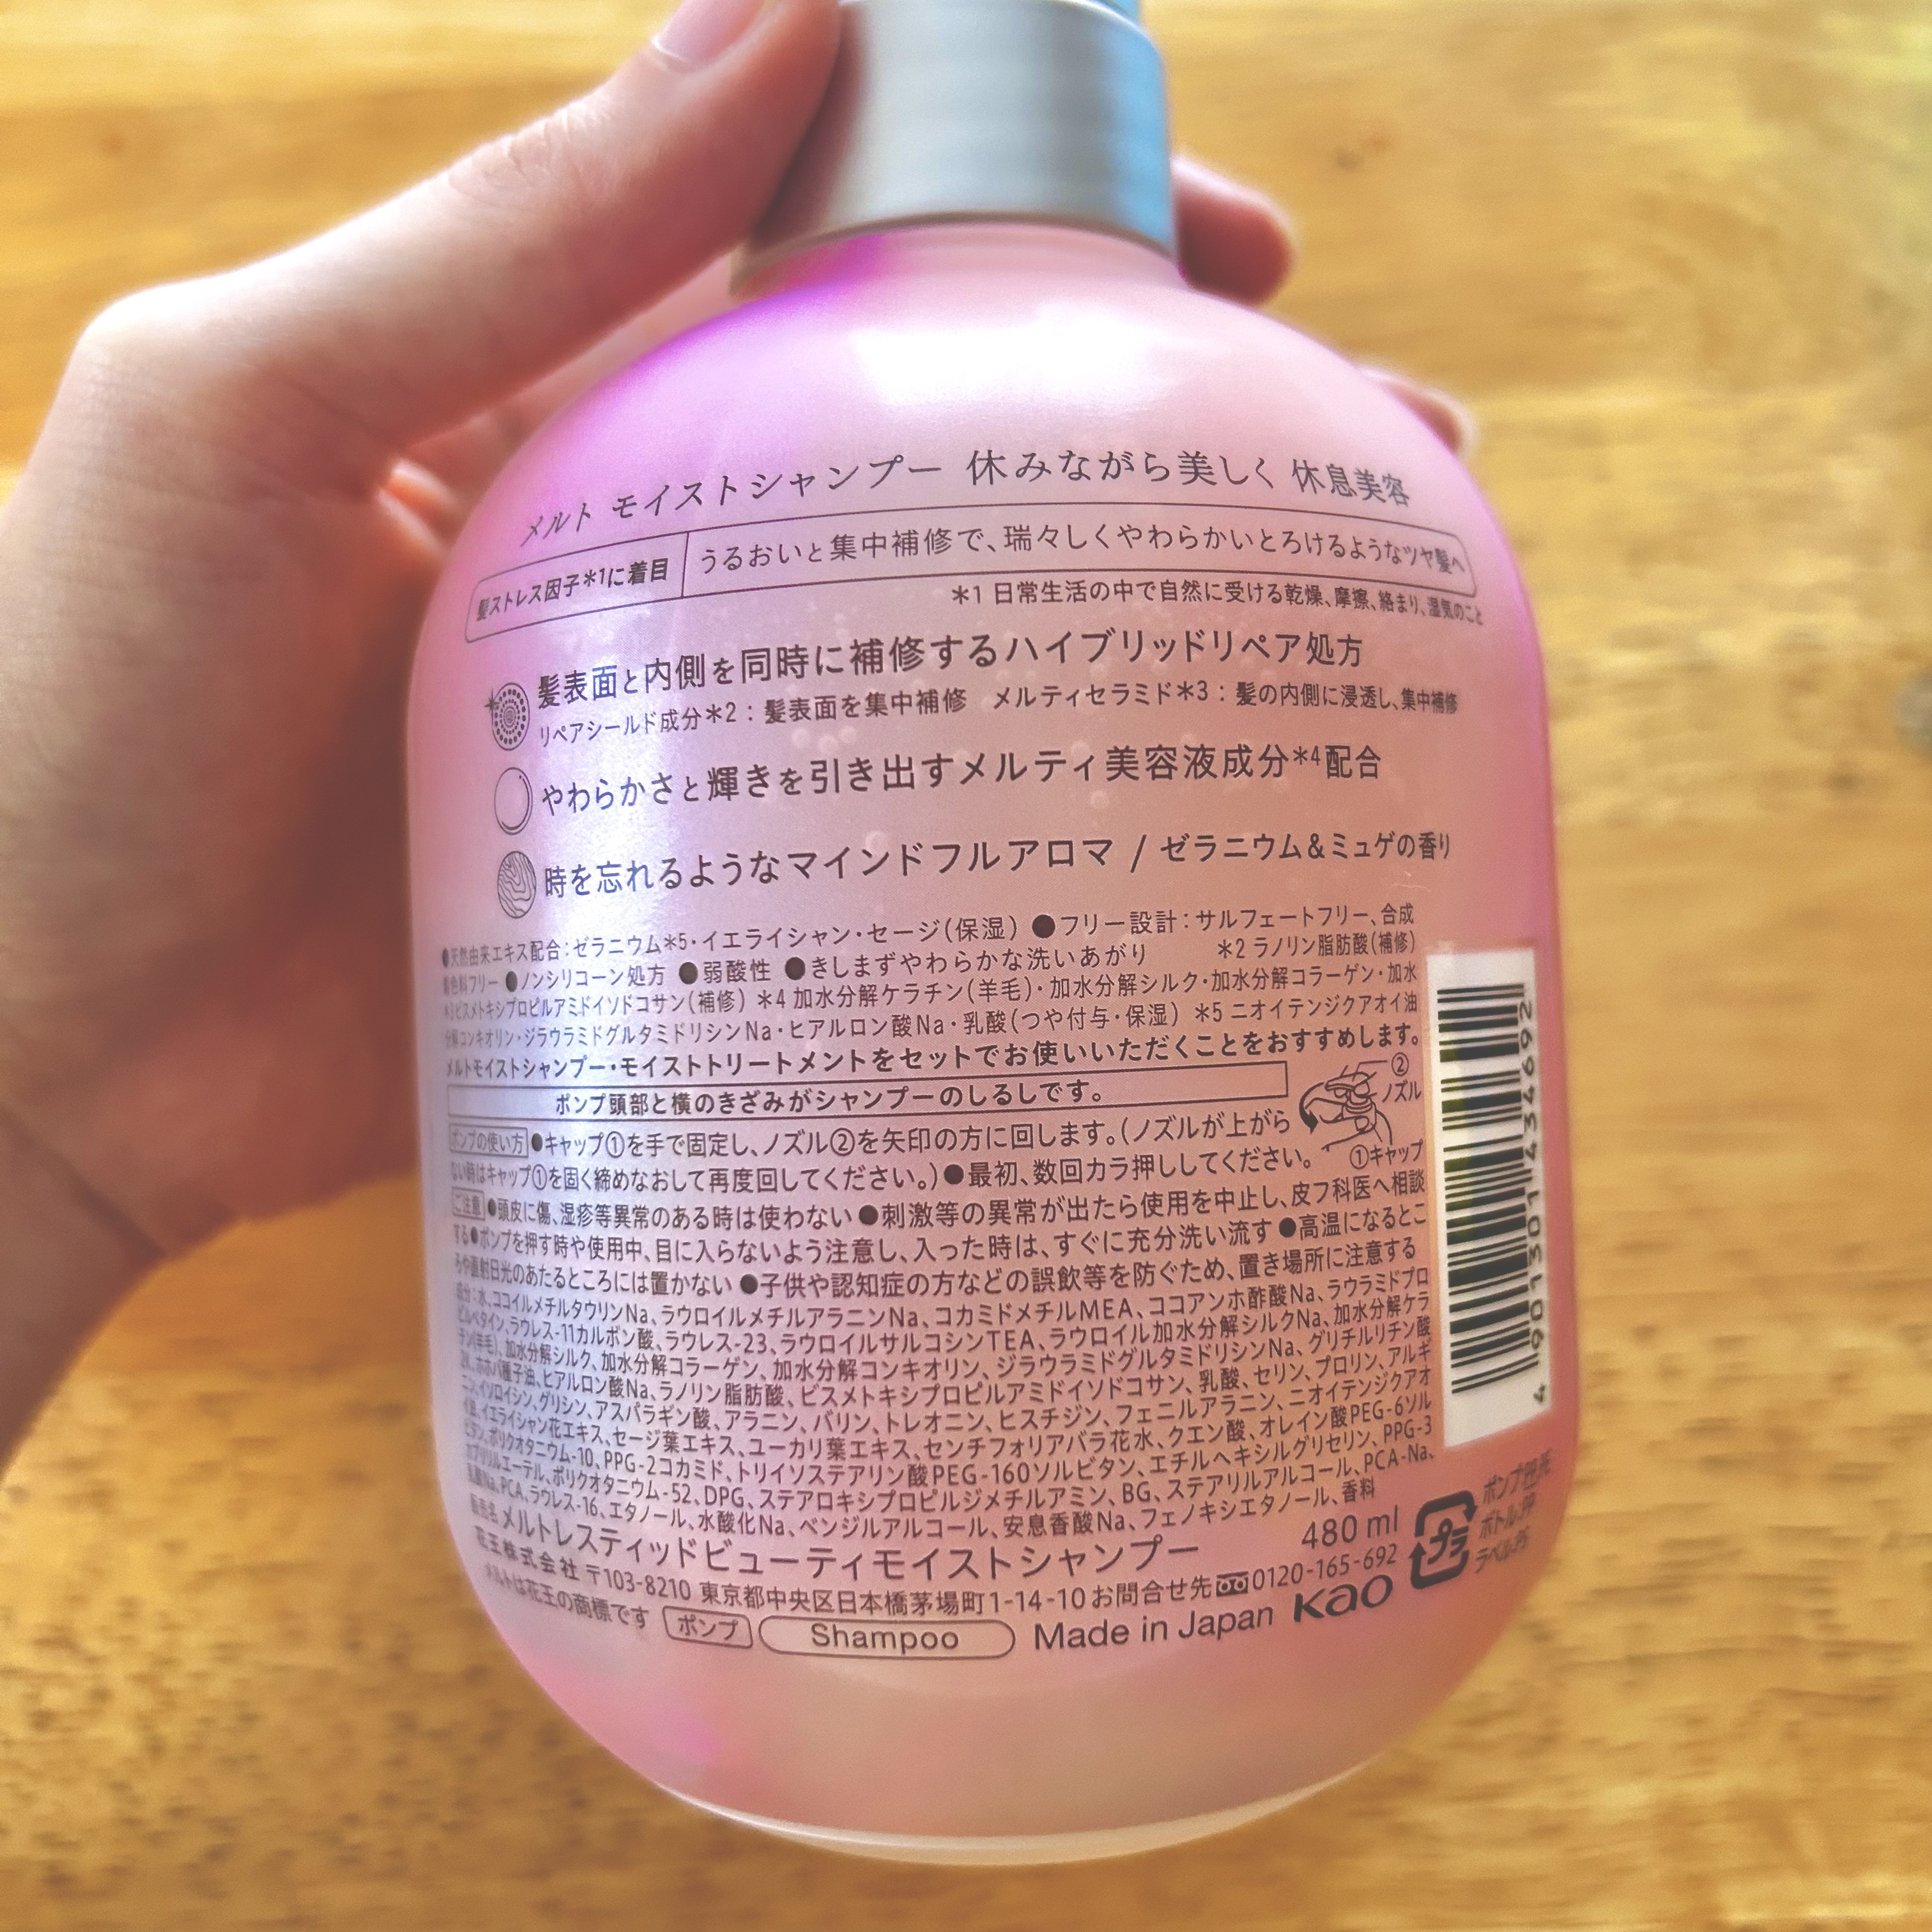 メルト モイストシャンプー 休みながら美しく 休息美容
髪ストレス因子*1に着目 うるおいと集中補修で、瑞々しくやわらかいとろけるようなツヤ髪へ
*1 日常生活の中で自然に受ける乾燥、摩擦、絡まり、湿気のこと
髪表面と内側を同時に補修するハイブリッドリペア処方
リペアシールド成分*2：髪表面を集中補修 メルティセラミド*3：髪の内側に浸透し、集中補修
やわらかさと輝きを引き出すメルティ美容液成分*4配合
時を忘れるようなマインドフルアロマ / ゼラニウム&ミュゲの香り
●天然由来エキス配合：ゼラニウム*5・イエライシャン・セージ(保湿) ●フリー設計：サルフェートフリー、合成
着色料フリー ●ノンシリコーン処方 ●弱酸性 ●きしまずやわらかな洗いあがり *2 ラノリン脂肪酸(補修)
*3ビスメトキシプロピルアミドイソドコサン(補修) *4 加水分解ケラチン(羊毛)・加水分解シルク・加水分解コラーゲン・加水
分解コンキオリン・ジラウラミドグルタミドリシンNa・ヒアルロン酸Na・乳酸(つや付与・保湿) *5 ニオイテンジクアオイ油
メルトモイストシャンプー・モイストトリートメントをセットでお使いいただくことをおすすめします。
ポンプ頭部と横のきざみがシャンプーのしるしです。
②
ノズル
①キャップ
ポンプの使い方 ●キャップ①を手で固定し、ノズル②を矢印の方に回します。(ノズルが上がら
ない時はキャップ①を固く締めなおして再度回してください。) ●最初、数回カラ押ししてください。
ご注意 ●頭皮に傷、湿疹等異常のある時は使わない ●刺激等の異常が出たら使用を中止し、皮フ科医へ相談
する ●ポンプを押す時や使用中、目に入らないよう注意し、入った時は、すぐに充分洗い流す ●高温になるとこ
ろや直射日光のあたるところには置かない ●子供や認知症の方などの誤飲等を防ぐため、置き場所に注意する
成分：水、ココイルメチルタウリンNa、ラウロイルメチルアラニンNa、コカミドメチルMEA、ココアンホ酢酸Na、ラウラミドプロ
ピルベタイン、ラウレス-11カルボン酸、ラウレス-23、ラウロイルサルコシンTEA、ラウロイル加水分解シルクNa、加水分解ケラ
チン(羊毛)、加水分解シルク、加水分解コラーゲン、加水分解コンキオリン、ジラウラミドグルタミドリシンNa、グリチルリチン酸
2K、ホホバ種子油、ヒアルロン酸Na、ラノリン脂肪酸、ビスメトキシプロピルアミドイソドコサン、乳酸、セリン、プロリン、アルギ
ニン、イソロイシン、グリシン、アスパラギン酸、アラニン、バリン、トレオニン、ヒスチジン、フェニルアラニン、ニオイテンジクアオ
イ油、イエライシャン花エキス、セージ葉エキス、ユーカリ葉エキス、センチフォリアバラ花水、クエン酸、オレイン酸PEG-6ソル
ビタン、ポリクオタニウム-10、PPG-2コカミド、トリイソステアリン酸PEG-160ソルビタン、エチルヘキシルグリセリン、PPG-3
カプリリルエーテル、ポリクオタニウム-52、DPG、ステアロキシプロピルジメチルアミン、BG、ステアリルアルコール、PCA-Na、
乳酸Na、PCA、ラウレス-16、エタノール、水酸化Na、ベンジルアルコール、安息香酸Na、フェノキシエタノール、香料
販売名 メルトレスティッドビューティモイストシャンプー 480 ml
花王株式会社 〒103-8210 東京都中央区日本橋茅場町1-14-10 お問合せ先 0120-165-692
メルトは花王の商標です ポンプ Shampoo Made in Japan Kao
プラ
4 901301 434692